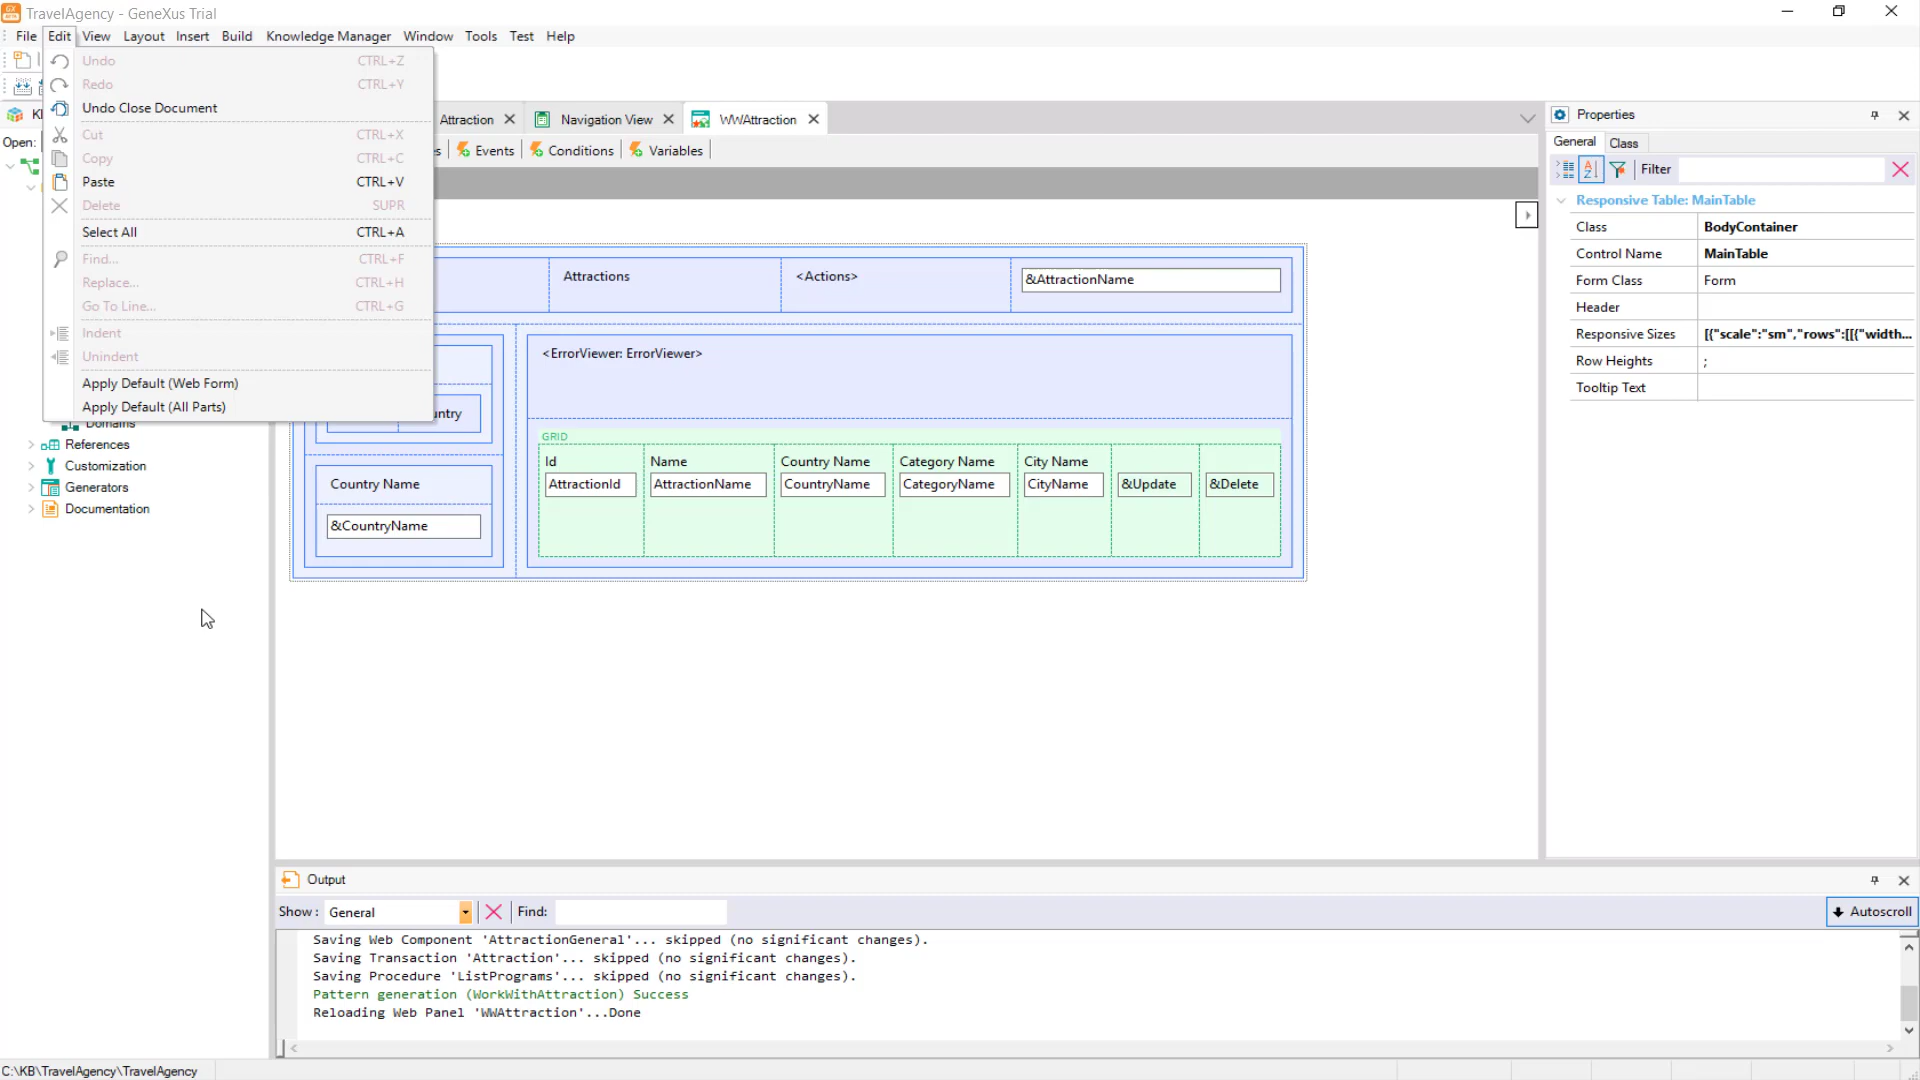 TravelAgency - GeneXus Trial
File Edit View Layout Insert Build Knowledge Manager Window Tools Test Help
Undo CTRL+Z
Redo CTRL+Y
Undo Close Document
Cut CTRL+X
Copy CTRL+C
Paste CTRL+V
Delete SUPR
Select All CTRL+A
Find... CTRL+F
Replace... CTRL+H
Go To Line... CTRL+G
Indent
Unindent
Apply Default (Web Form)
Apply Default (All Parts)
Open:
Domains
References
Customization
Generators
Documentation
Attraction Navigation View WWAttraction
Events Conditions Variables
Attractions <Actions> &AttractionName
<ErrorViewer: ErrorViewer>
Country Name
&CountryName
GRID
Id Name Country Name Category Name City Name
AttractionId AttractionName CountryName CategoryName CityName &Update &Delete
Properties
General Class
Filter
Responsive Table: MainTable
Class BodyContainer
Control Name MainTable
Form Class Form
Header
Responsive Sizes [{"scale":"sm","rows":[[{"width...
Row Heights ;
Tooltip Text
Output
Show : General Find: Autoscroll
Saving Web Component 'AttractionGeneral'... skipped (no significant changes).
Saving Transaction 'Attraction'... skipped (no significant changes).
Saving Procedure 'ListPrograms'... skipped (no significant changes).
Pattern generation (WorkWithAttraction) Success
Reloading Web Panel 'WWAttraction'...Done
C:\KB\TravelAgency\TravelAgency